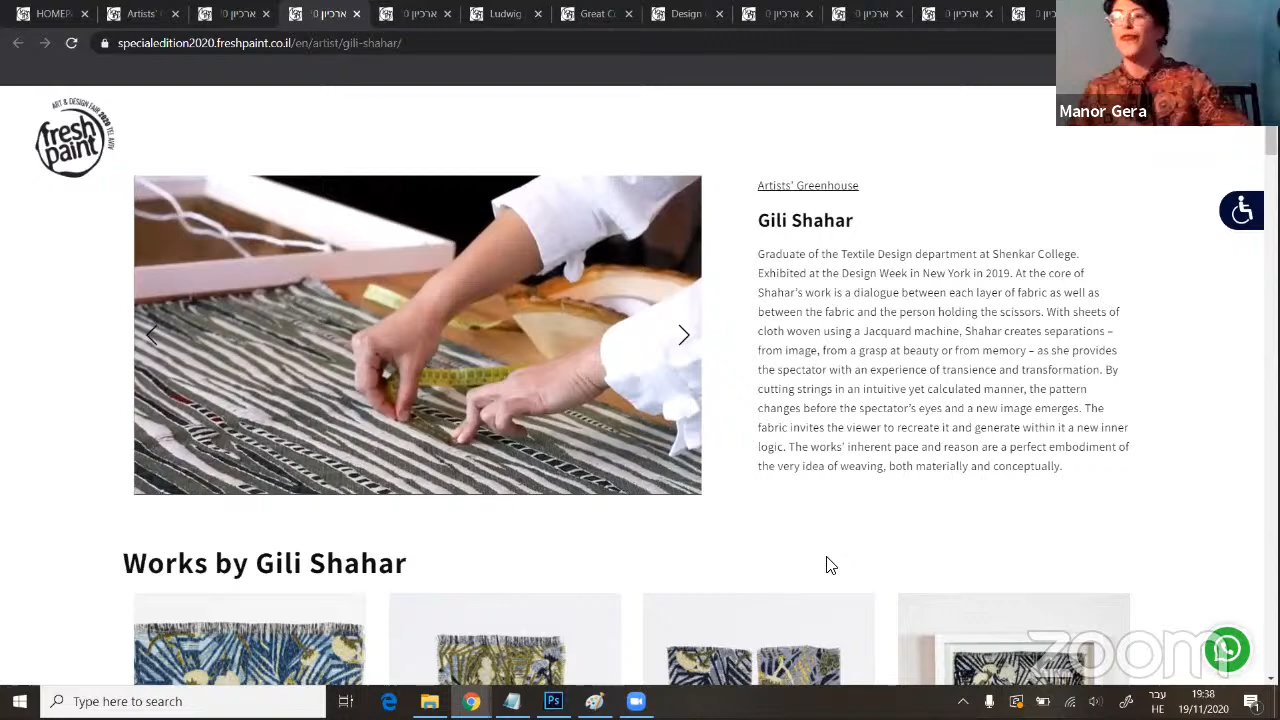 HOMEP
Artists'
ארכיון 10
ארכיון 10
Ludwig
Great C
Design
ארכיון 10
specialedition2020.freshpaint.co.il/en/artist/gili-shahar/
Manor Gera
ART & DESIGN FAIR 2020 TEL AVIV
fresh
paint
Artists' Greenhouse
Gili Shahar
Graduate of the Textile Design department at Shenkar College.
Exhibited at the Design Week in New York in 2019. At the core of
Shahar's work is a dialogue between each layer of fabric as well as
between the fabric and the person holding the scissors. With sheets of
cloth woven using a Jacquard machine, Shahar creates separations –
from image, from a grasp at beauty or from memory – as she provides
the spectator with an experience of transience and transformation. By
cutting strings in an intuitive yet calculated manner, the pattern
changes before the spectator's eyes and a new image emerges. The
fabric invites the viewer to recreate it and generate within it a new inner
logic. The works' inherent pace and reason are a perfect embodiment of
the very idea of weaving, both materially and conceptually.
Works by Gili Shahar
zoom
Type here to search
Ps
עבר
HE
19:38
19/11/2020